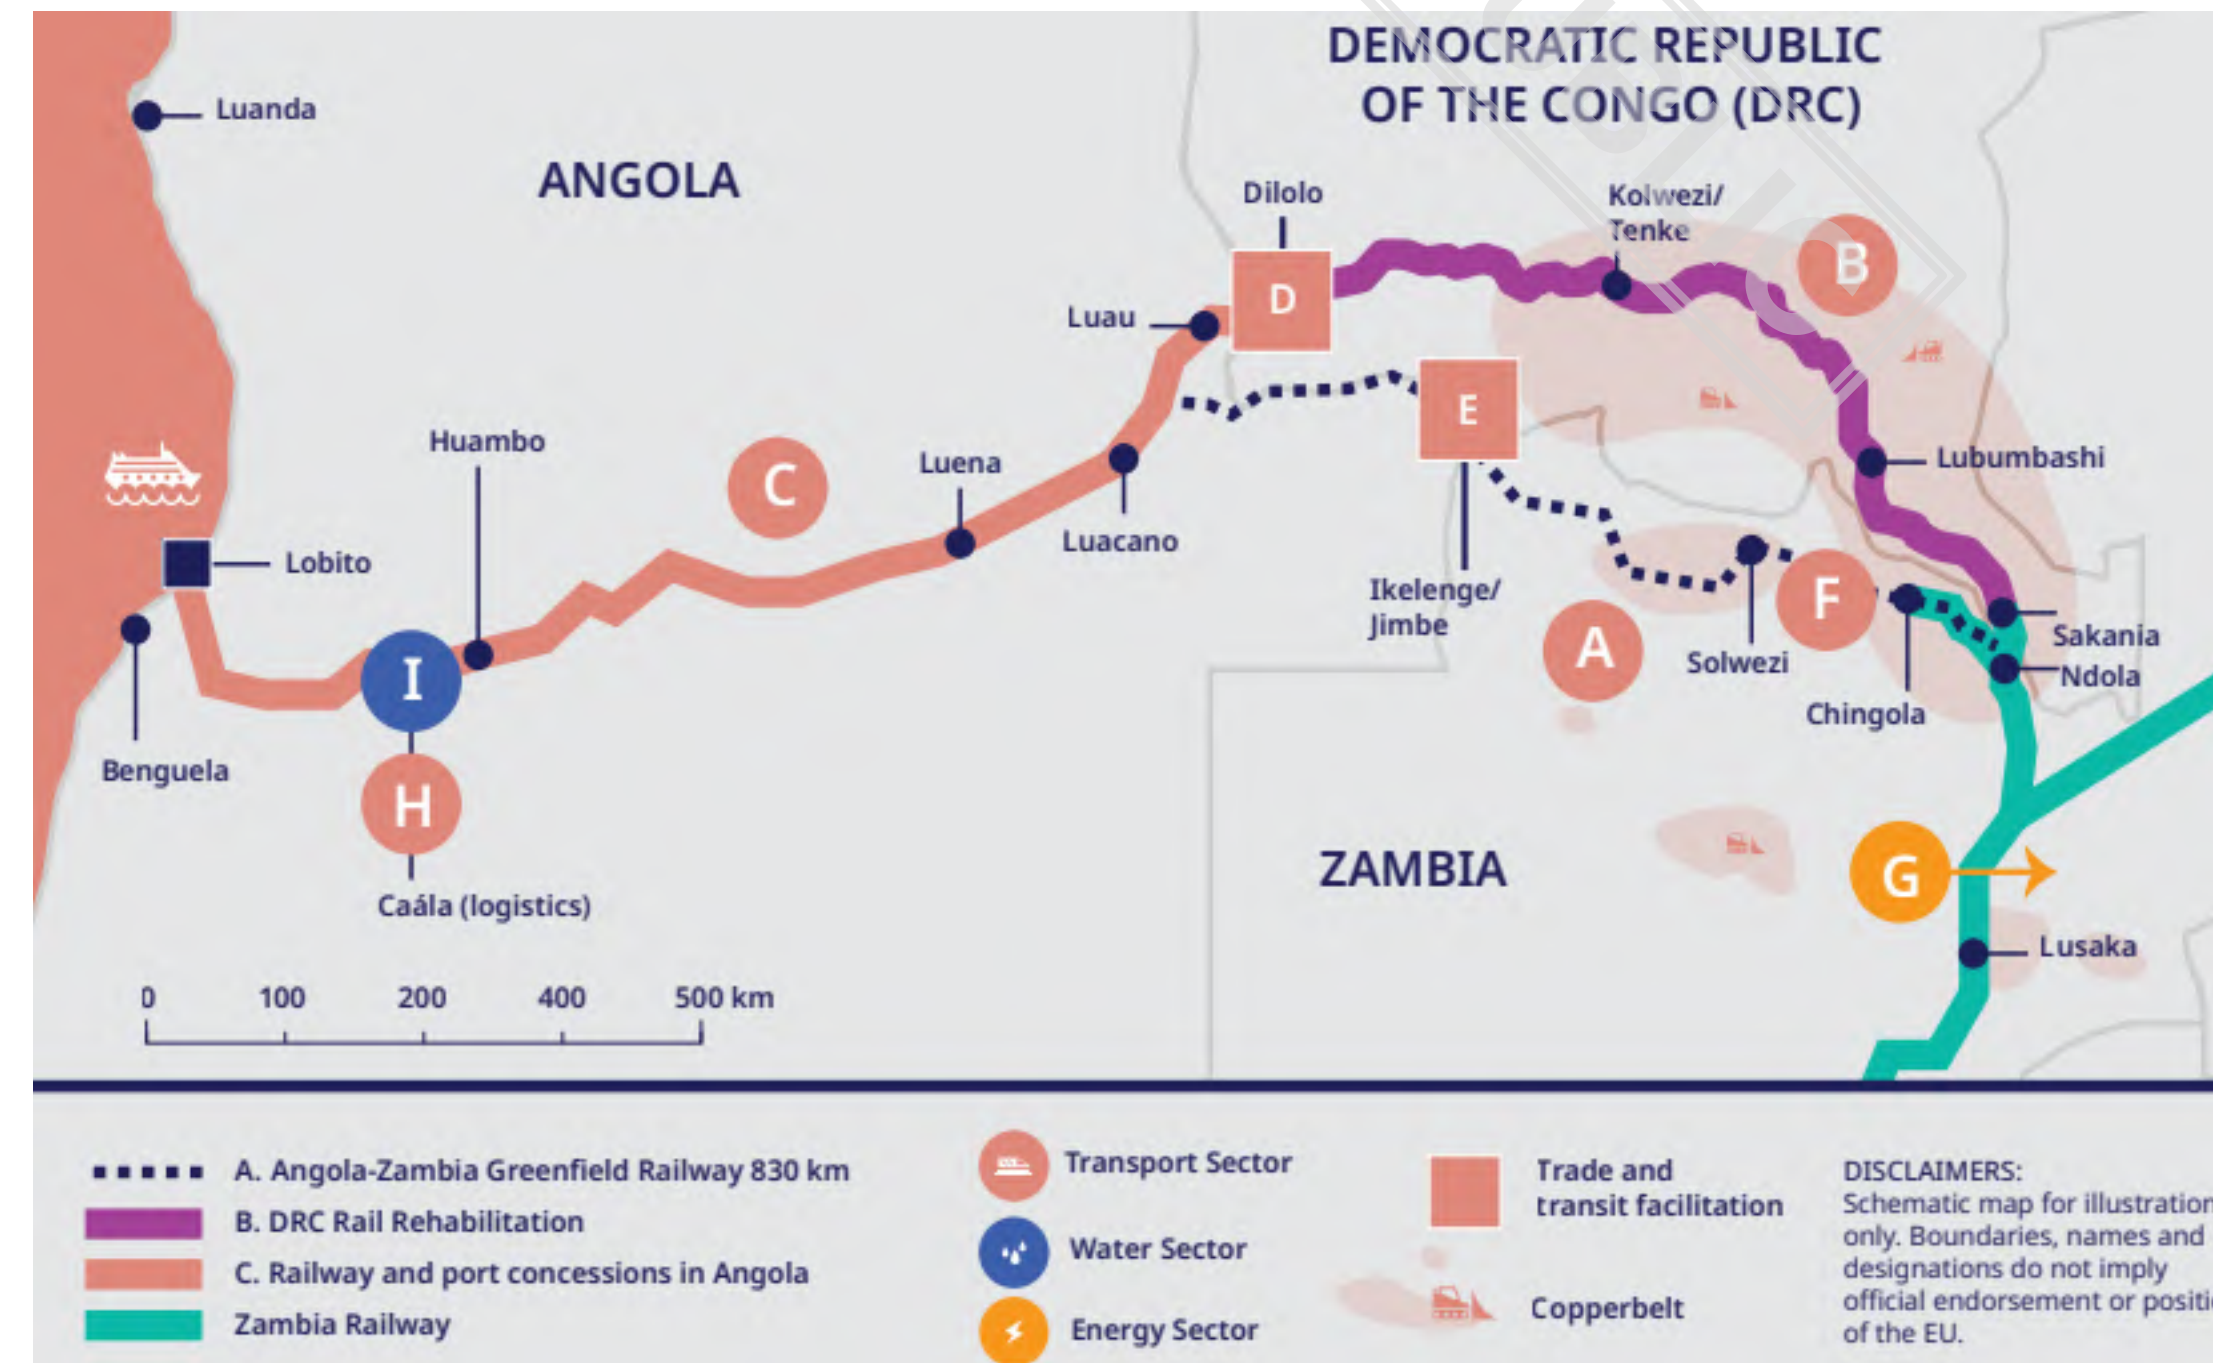 DEMOCRATIC REPUBLIC
OF THE CONGO (DRC)
Luanda
ANGOLA
Dilolo
Kolwezi/
Tenke
B
D
Luau
E
Huambo
C
Luena
Lubumbashi
Luacano
Lobito
Ikelenge/
Jimbe
F
A
Solwezi
Sakania
Ndola
I
Chingola
Benguela
H
ZAMBIA
G
Caála (logistics)
Lusaka
0 100 200 400 500 km
A. Angola-Zambia Greenfield Railway 830 km
B. DRC Rail Rehabilitation
C. Railway and port concessions in Angola
Zambia Railway
Transport Sector
Water Sector
Energy Sector
Trade and
transit facilitation
Copperbelt
DISCLAIMERS:
Schematic map for illustration
only. Boundaries, names and
designations do not imply
official endorsement or positi
of the EU.